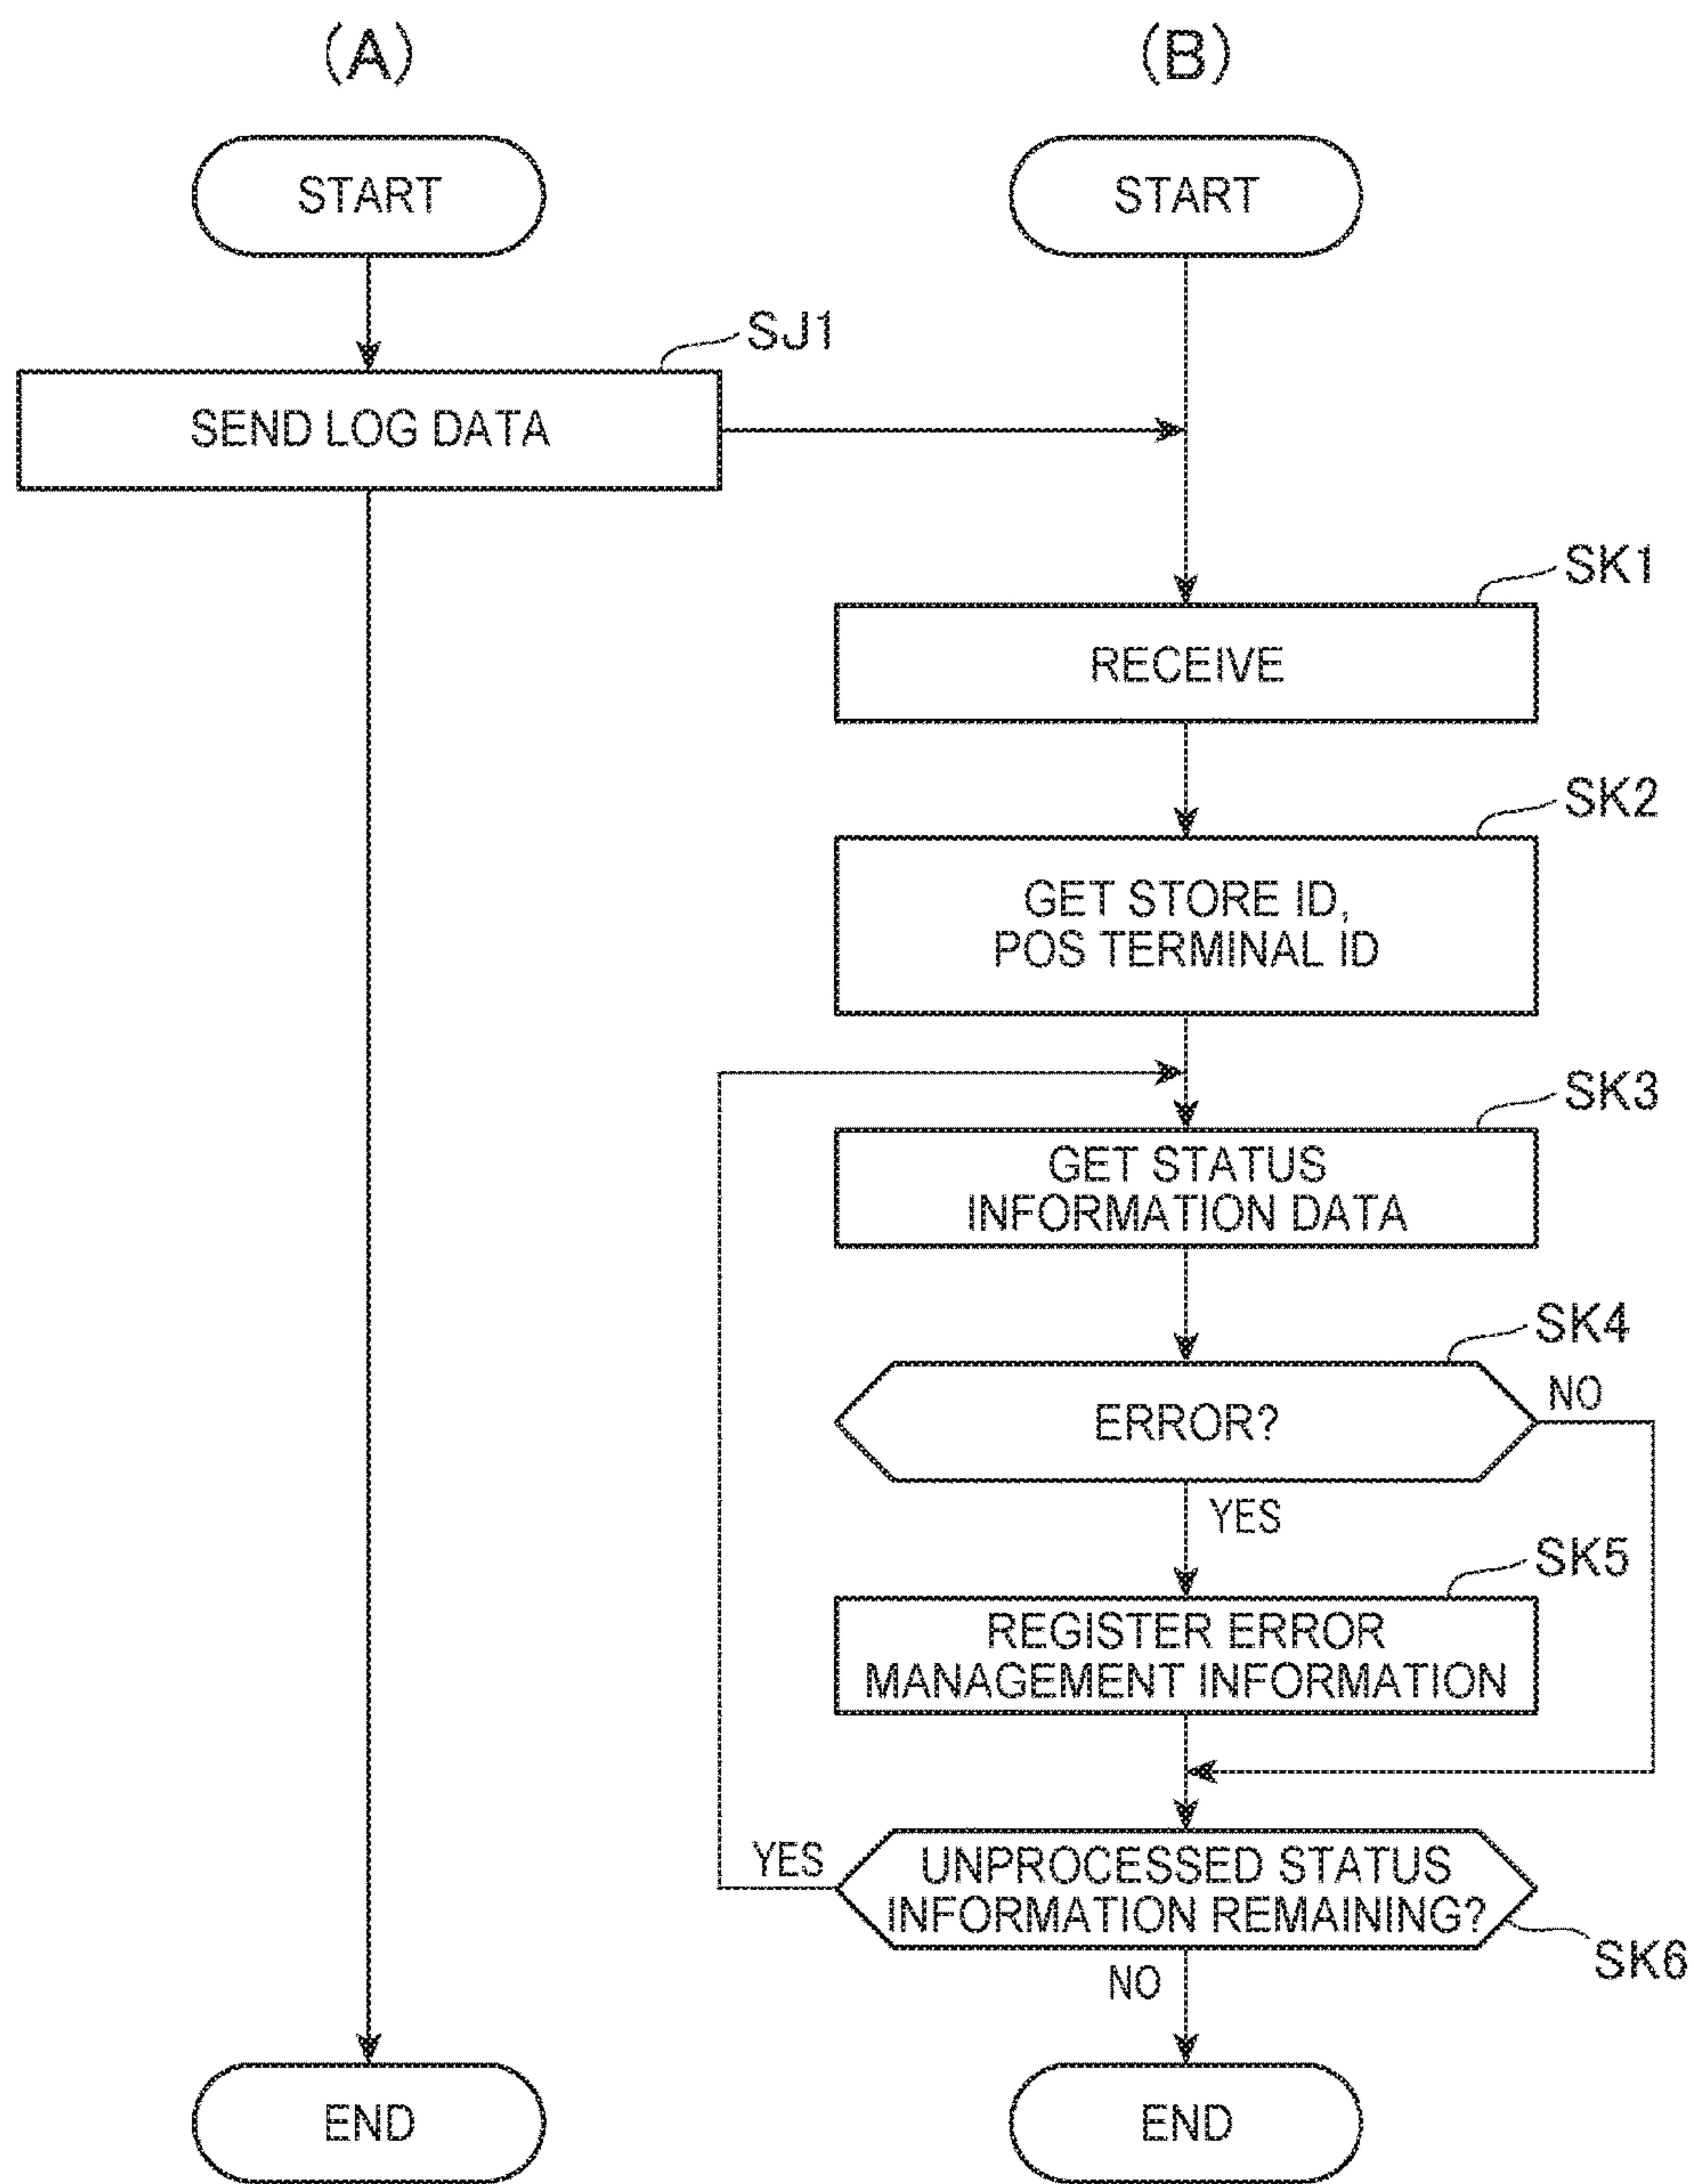 (A)
(B)
START
START
SJ1
SEND LOG DATA
SK1
RECEIVE
SK2
GET STORE ID,
POS TERMINAL ID
SK3
GET STATUS
INFORMATION DATA
SK4
NO
ERROR?
YES
SK5
REGISTER ERROR
MANAGEMENT INFORMATION
YES
UNPROCESSED STATUS
INFORMATION REMAINING?
SK6
NO
END
END